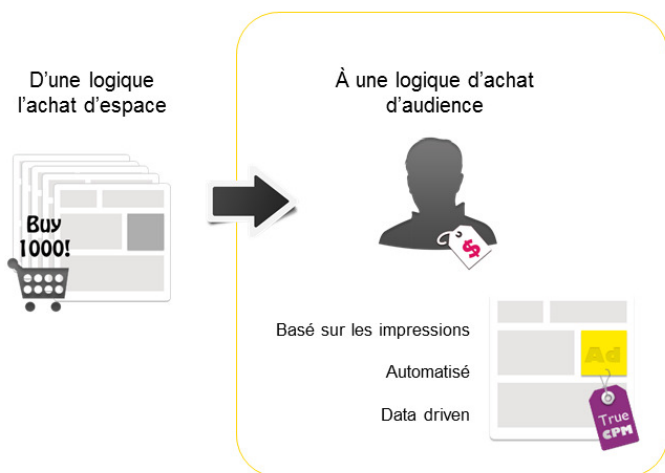 D'une logique
l'achat d'espace
Buy
1000!
À une logique d'achat
d'audience
$
Basé sur les impressions
Automatisé
Data driven
Ad
True
CPM